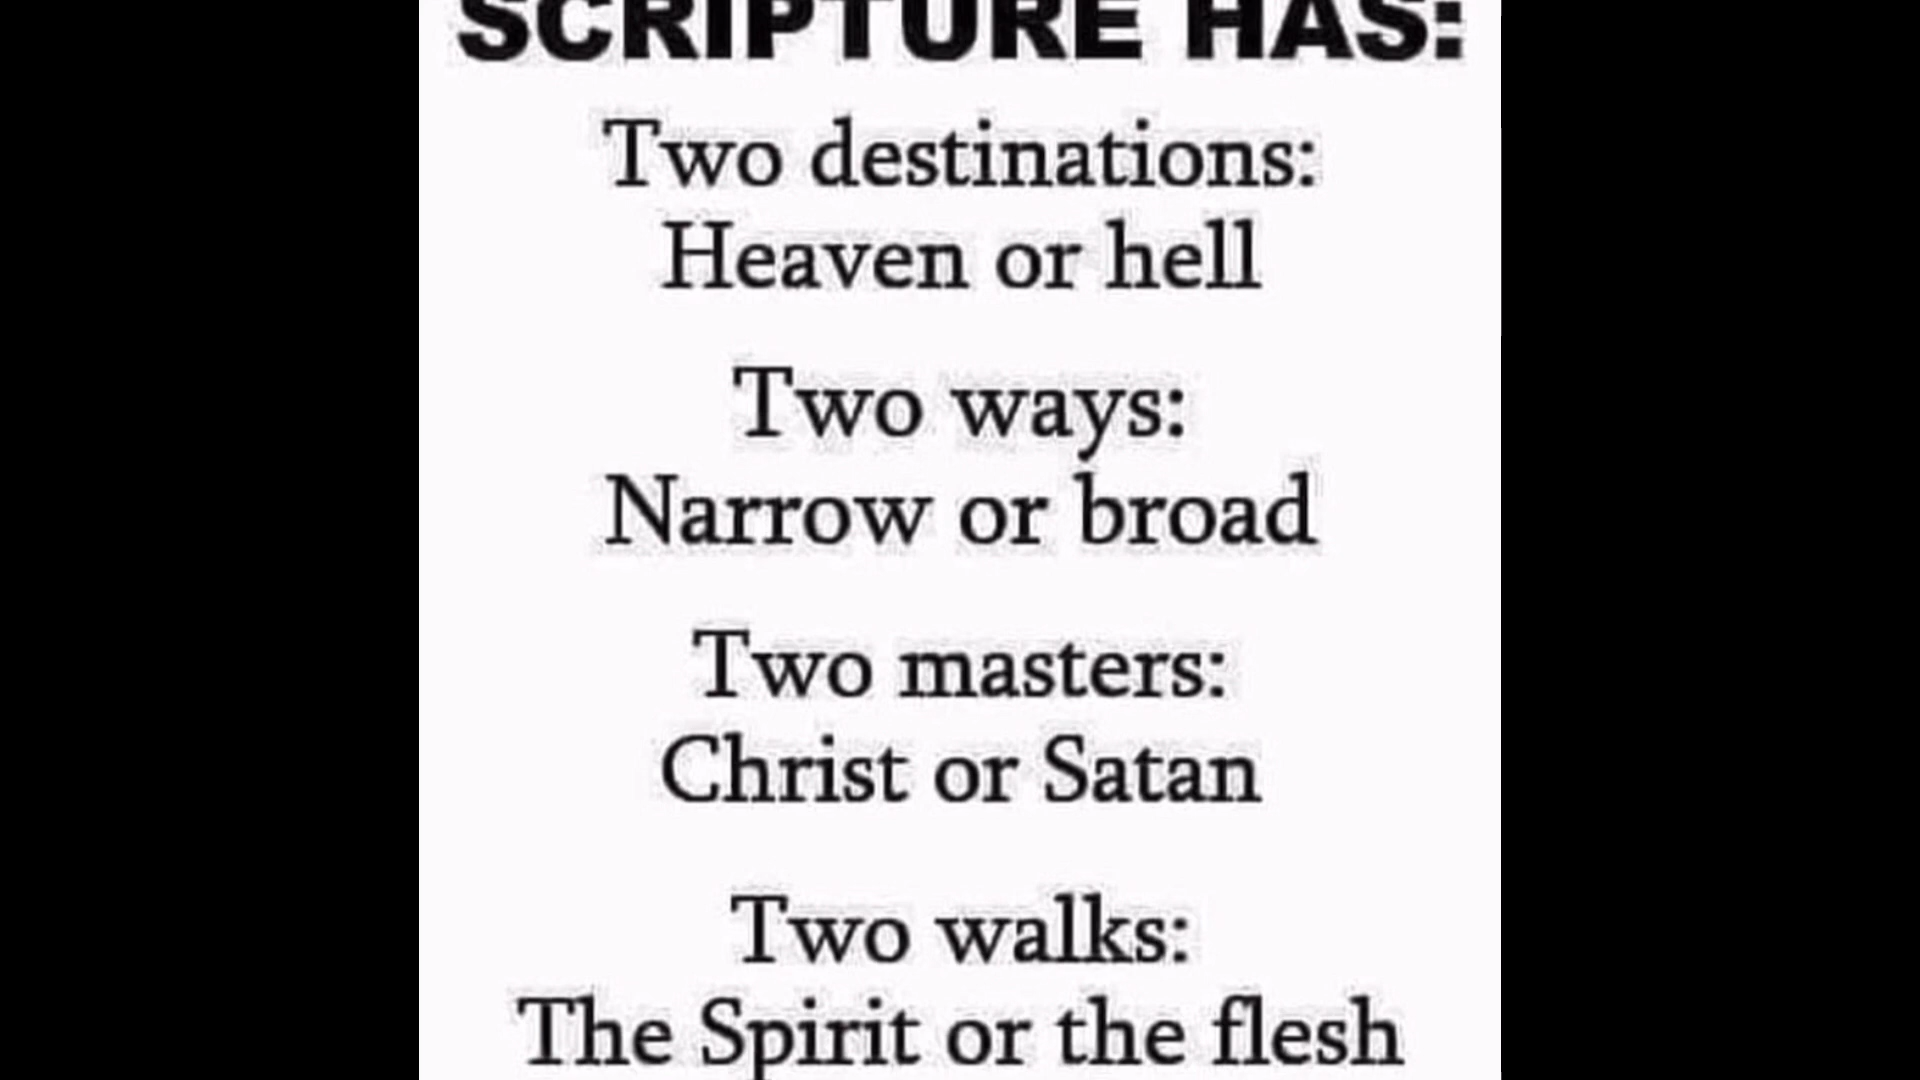 SCRIPTURE HAS:
Two destinations:
Heaven or hell
Two ways:
Narrow or broad
Two masters:
Christ or Satan
Two walks:
The Spirit or the flesh